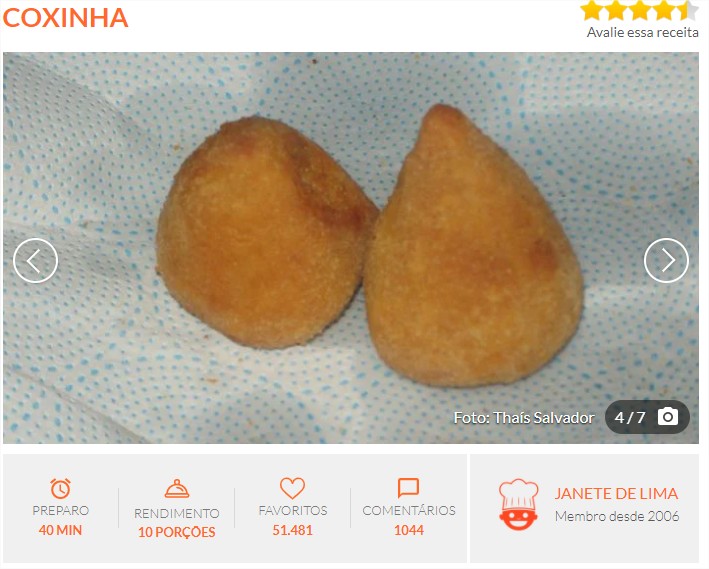 COXINHA
Avalie essa receita
Foto: Thaís Salvador
4 / 7
PREPARO
40 MIN
RENDIMENTO
10 PORÇÕES
FAVORITOS
51.481
COMENTÁRIOS
1044
JANETE DE LIMA
Membro desde 2006